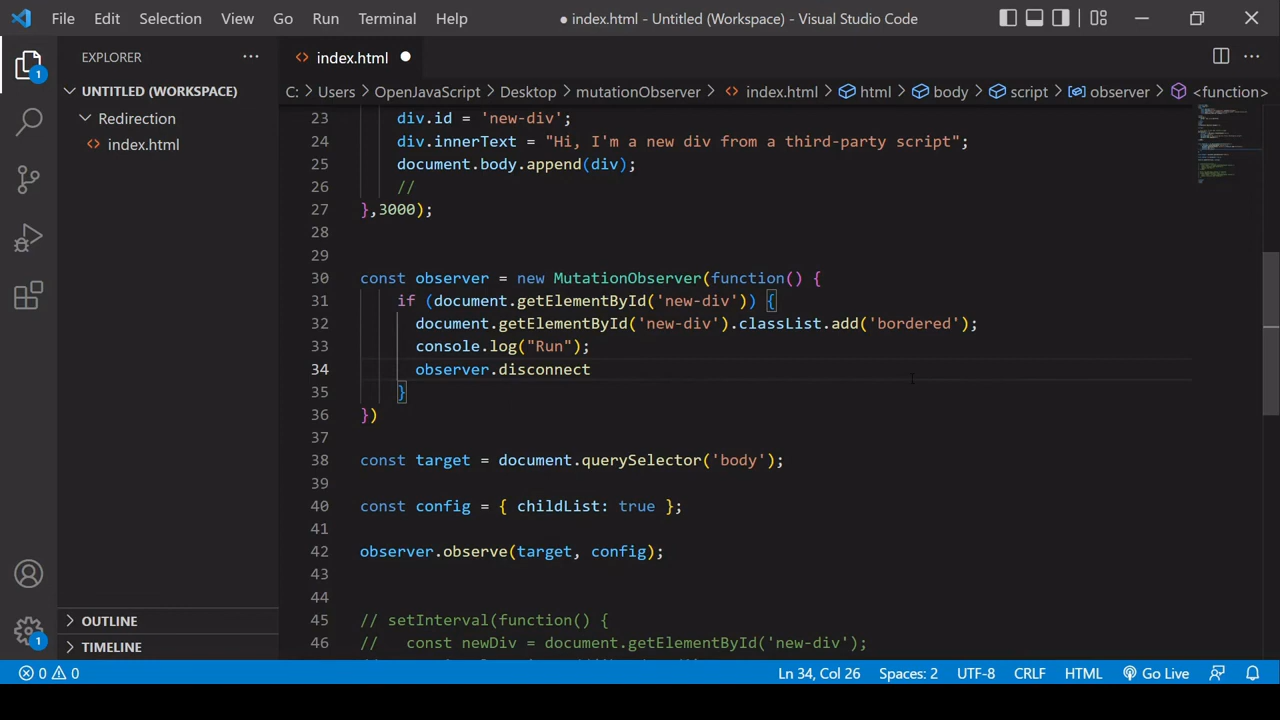 File Edit Selection View Go Run Terminal Help ● index.html - Untitled (Workspace) - Visual Studio Code
EXPLORER ···
index.html ●
1
UNTITLED (WORKSPACE)
C: > Users > OpenJavaScript > Desktop > mutationObserver > index.html > html > body > script > observer > <function>
Redirection
index.html
23 div.id = 'new-div';
24 div.innerText = "Hi, I'm a new div from a third-party script";
25 document.body.append(div);
26 //
27 },3000);
28
29
30 const observer = new MutationObserver(function() {
31 if (document.getElementById('new-div')) {
32 document.getElementById('new-div').classList.add('bordered');
33 console.log("Run");
34 observer.disconnect
35 }
36 })
37
38 const target = document.querySelector('body');
39
40 const config = { childList: true };
41
42 observer.observe(target, config);
43
44
45 // setInterval(function() {
46 // const newDiv = document.getElementById('new-div');
OUTLINE
TIMELINE
1
0 0 Ln 34, Col 26 Spaces: 2 UTF-8 CRLF HTML Go Live